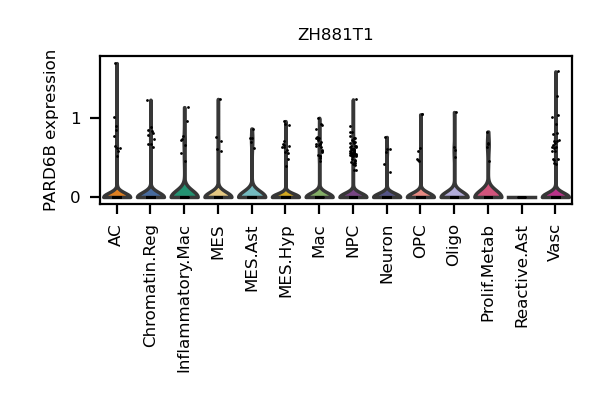 ZH881T1
PARD6B expression
1
0
AC
Chromatin.Reg
Inflammatory.Mac
MES
MES.Ast
MES.Hyp
Mac
NPC
Neuron
OPC
Oligo
Prolif.Metab
Reactive.Ast
Vasc